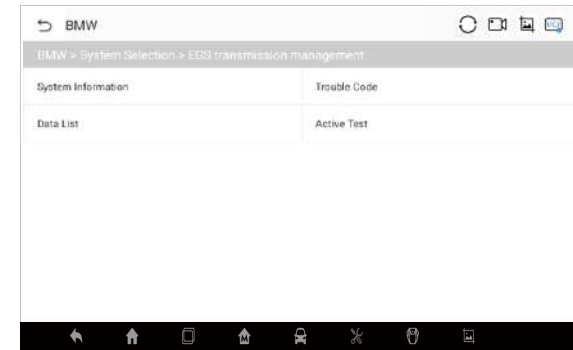 BMW
BMW > System Selection > EGS transmission management
System Information
Trouble Code
Data List
Active Test
M